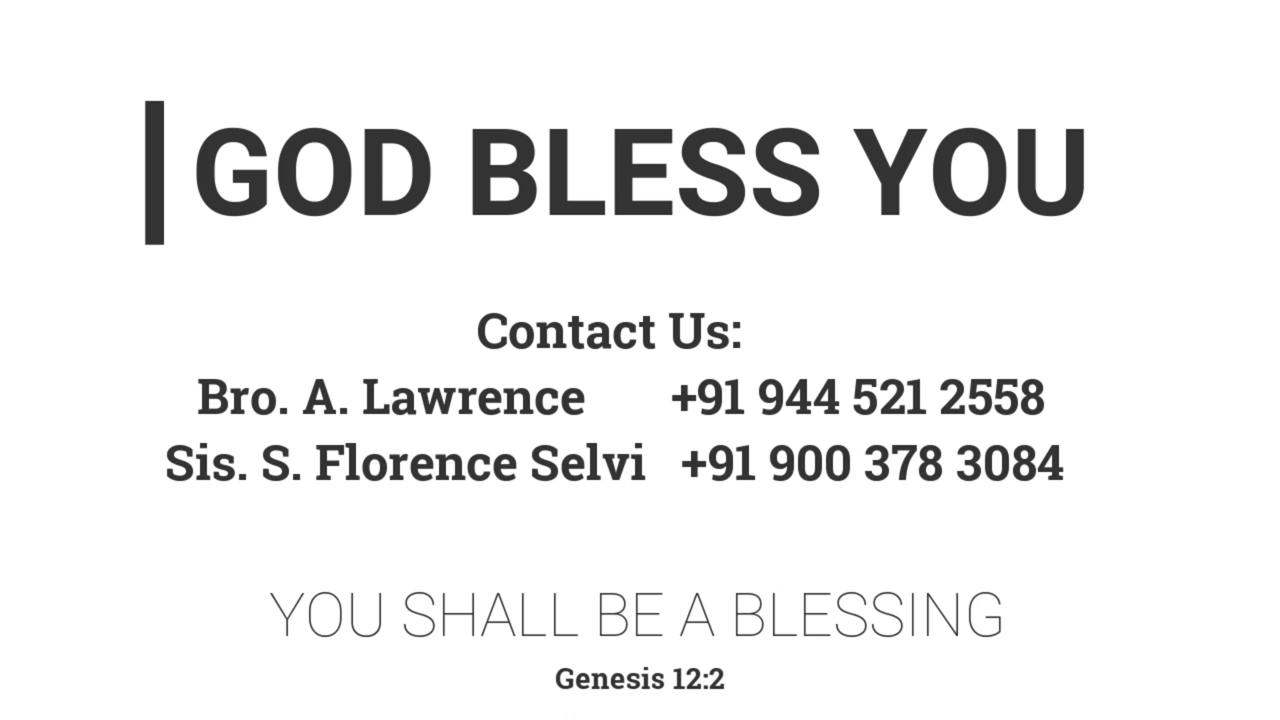 GOD BLESS YOU
Contact Us:
Bro. A. Lawrence +91 944 521 2558
Sis. S. Florence Selvi +91 900 378 3084
YOU SHALL BE A BLESSING
Genesis 12:2